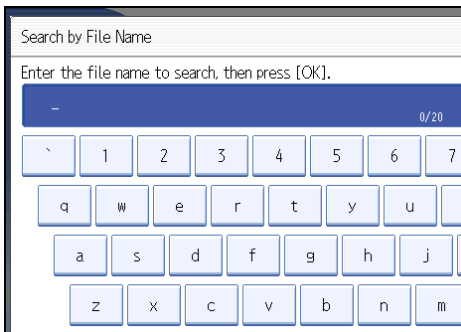 Search by File Name
Enter the file name to search, then press [OK].
_
0/20
` 1 2 3 4 5 6 7
q w e r t y u
a s d f g h j
z x c v b n m